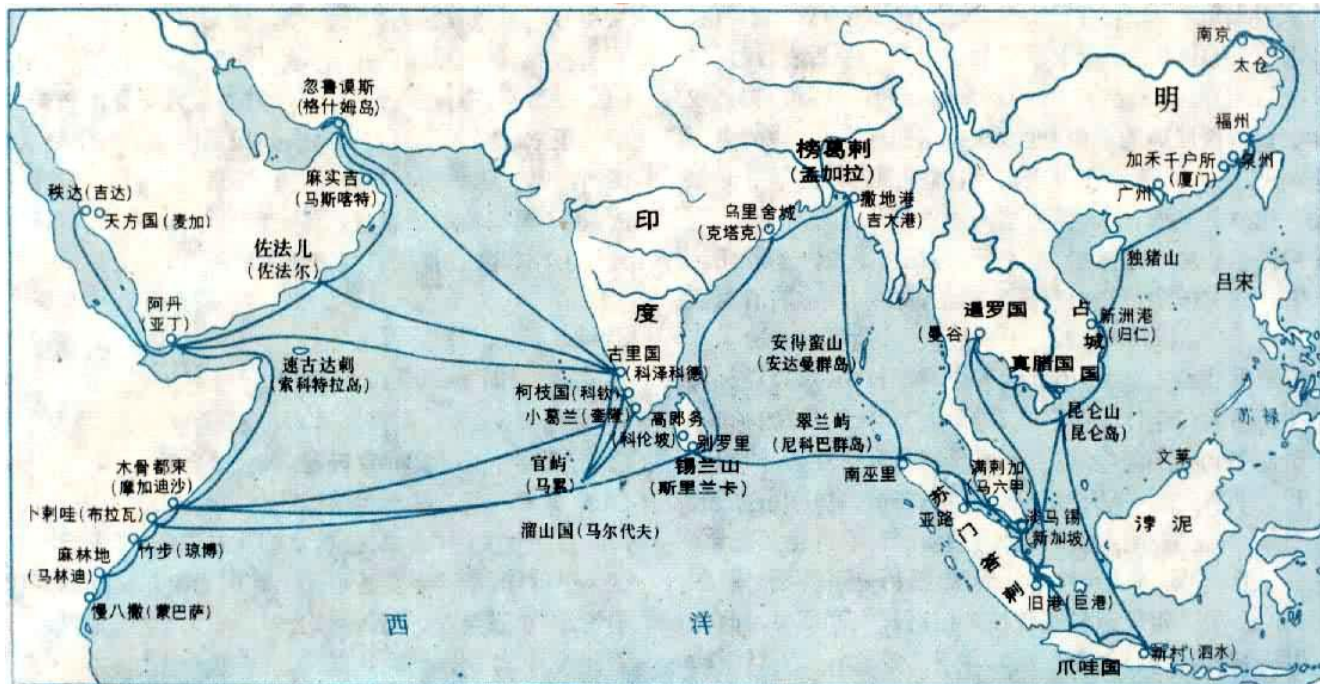 忽鲁谟斯
(格什姆岛)
秩达(吉达)
天方国(麦加)
麻实吉
(马斯喀特)
佐法儿
(佐法尔)
阿丹
(亚丁)
速古达剌
(索科特拉岛)
木骨都束
(摩加迪沙)
卜剌哇(布拉瓦)
竹步(琼博)
麻林地
(马林迪)
慢八撒(蒙巴萨)
印
度
榜葛剌
(孟加拉)
乌里舍城
(克塔克)
撒地港
(吉大港)
古里国
(科泽科德)
柯枝国(科钦)
小葛兰(奎隆)
高郎务
(科伦坡)
别罗里
锡兰山
(斯里兰卡)
官屿
(马累)
溜山国(马尔代夫)
安得蛮山
(安达曼群岛)
翠兰屿
(尼科巴群岛)
南巫里
西
洋
南京
太仓
明
福州
泉州
加禾千户所
(厦门)
广州
独猪山
吕宋
暹罗国
(曼谷)
占
城
国
新洲港
(归仁)
真腊国
昆仑山
昆仑岛
苏禄
文莱
浡泥
满剌加
(马六甲)
亚路
淡马锡
(新加坡)
苏
门
答
剌
旧港(巨港)
爪哇国
新村(泗水)